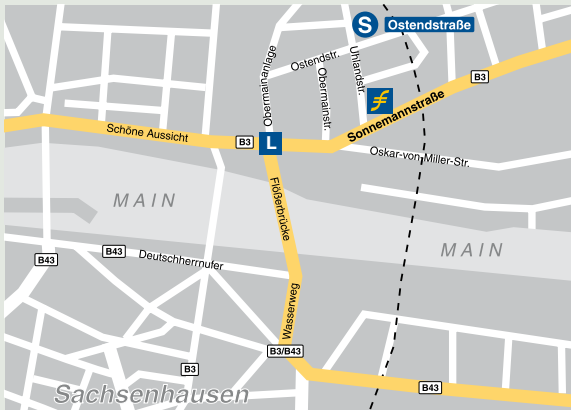 S Ostendstraße
Ostendstr.
Uhlandstr.
Obermainanlage
Obermainstr.
B3
Sonnemannstraße
Schöne Aussicht
B3
L
Oskar-von Miller-Str.
MAIN
Flößerbrücke
MAIN
B43
B43
Deutschherrnufer
Wasserweg
B3/B43
B3
B43
Sachsenhausen